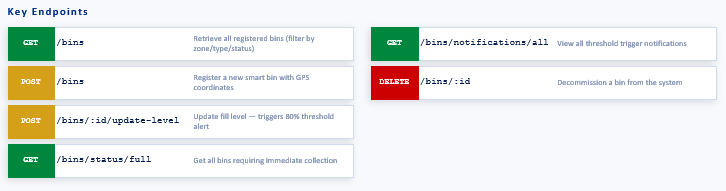 Key Endpoints
GET /bins Retrieve all registered bins (filter by
zone/type/status)
POST /bins Register a new smart bin with GPS
coordinates
POST /bins/:id/update-level Update fill level — triggers 80% threshold
alert
GET /bins/status/full Get all bins requiring immediate collection
GET /bins/notifications/all View all threshold trigger notifications
DELETE /bins/:id Decommission a bin from the system